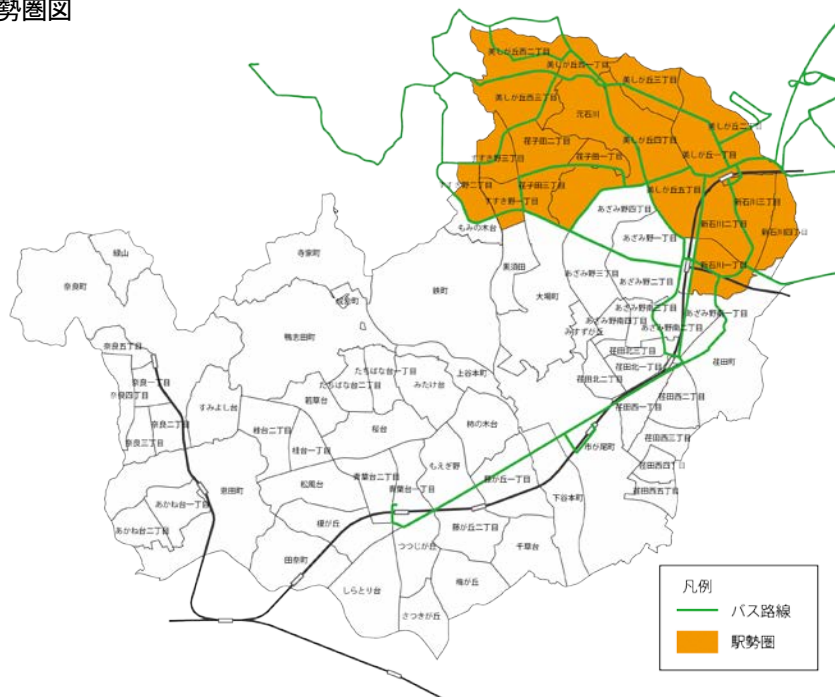 勢圏図
美しが丘西二丁目
美しが丘西一丁目
美しが丘三丁目
美しが丘西三丁目
元石川
美しが丘二丁目
荏子田二丁目
美しが丘四丁目
すすき野三丁目
荏子田一丁目
美しが丘一丁目
すすき野二丁目
荏子田三丁目
美しが丘五丁目
すすき野一丁目
新石川三丁目
あざみ野四丁目
新石川二丁目
新石川四丁目
もみの木台
あざみ野一丁目
寺家町
緑山
黒須田
新石川一丁目
奈良町
あざみ野三丁目
あざみ野二丁目
鉄町
大場町
あざみ野南一丁目
あざみ野南四丁目
みすずが丘
あざみ野南二丁目
鴨志田町
奈良五丁目
荏田北三丁目
荏田町
荏田北一丁目
たちばな台一丁目
上谷本町
荏田北二丁目
奈良一丁目
たちばな台二丁目
みたけ台
奈良四丁目
若草台
荏田西二丁目
すみよし台
荏田西一丁目
奈良二丁目
桂台二丁目
桜台
柿の木台
奈良三丁目
市が尾町
荏田西三丁目
桂台一丁目
もえぎ野
荏田西四丁目
青葉台二丁目
藤が丘一丁目
松風台
青葉台一丁目
恩田町
荏田西五丁目
下谷本町
あかね台一丁目
榎が丘
藤が丘二丁目
あかね台二丁目
つつじが丘
千草台
田奈町
梅が丘
しらとり台
さつきが丘
凡例
バス路線
駅勢圏